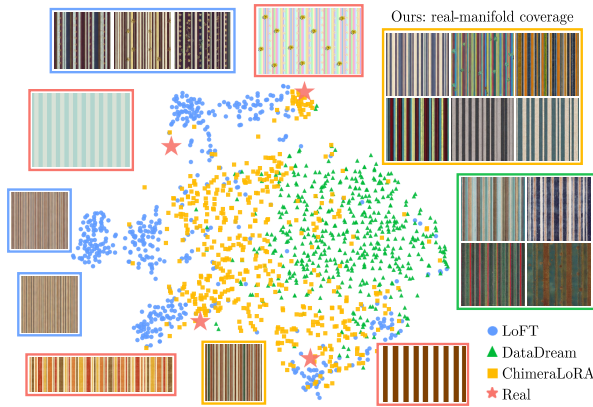 Ours: real-manifold coverage
LoFT
DataDream
ChimeraLoRA
Real